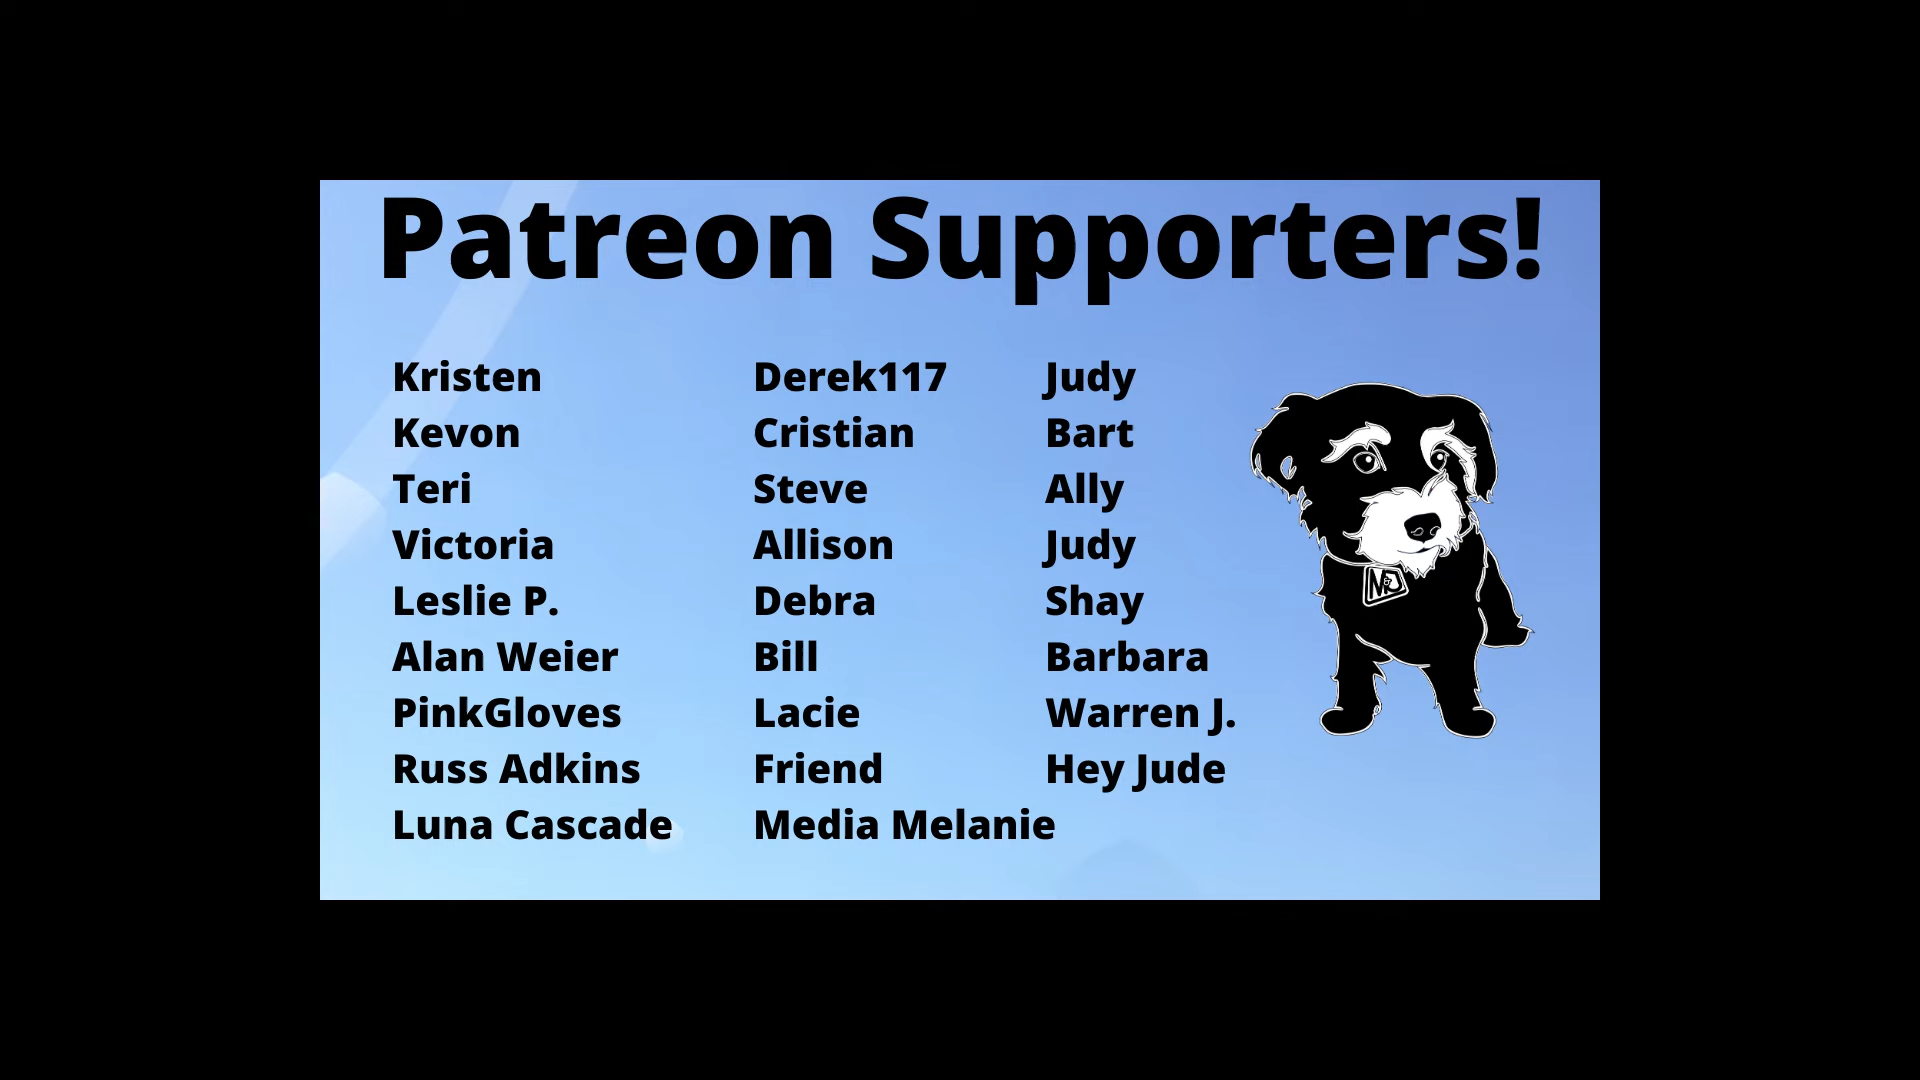 Patreon Supporters!
Kristen
Kevon
Teri
Victoria
Leslie P.
Alan Weier
PinkGloves
Russ Adkins
Luna Cascade
Derek117
Cristian
Steve
Allison
Debra
Bill
Lacie
Friend
Media Melanie
Judy
Bart
Ally
Judy
Shay
Barbara
Warren J.
Hey Jude